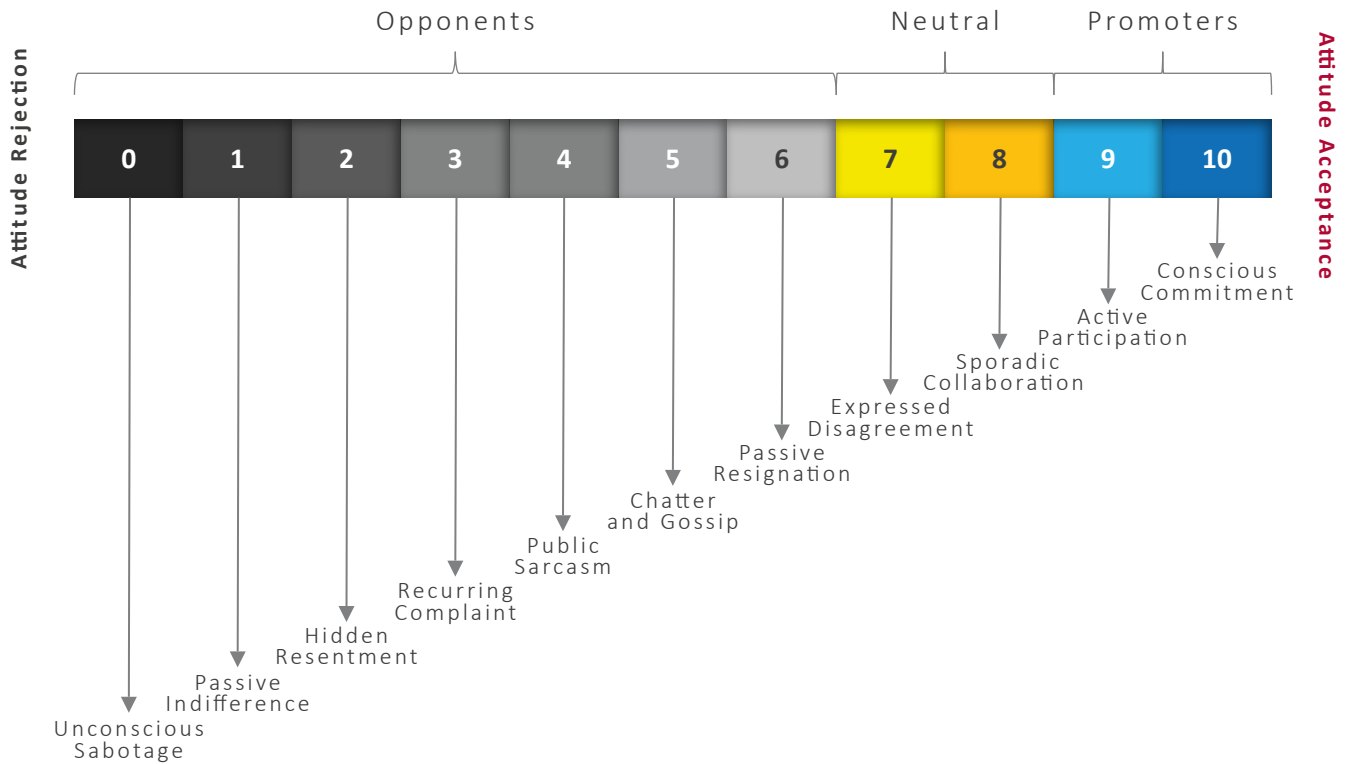 Opponents
Neutral
Promoters
Attitude Rejection
Attitude Acceptance
0
1
2
3
4
5
6
7
8
9
10
Conscious
Commitment
Active
Participation
Sporadic
Collaboration
Expressed
Disagreement
Passive
Resignation
Chatter
and Gossip
Public
Sarcasm
Recurring
Complaint
Hidden
Resentment
Passive
Indifference
Unconscious
Sabotage